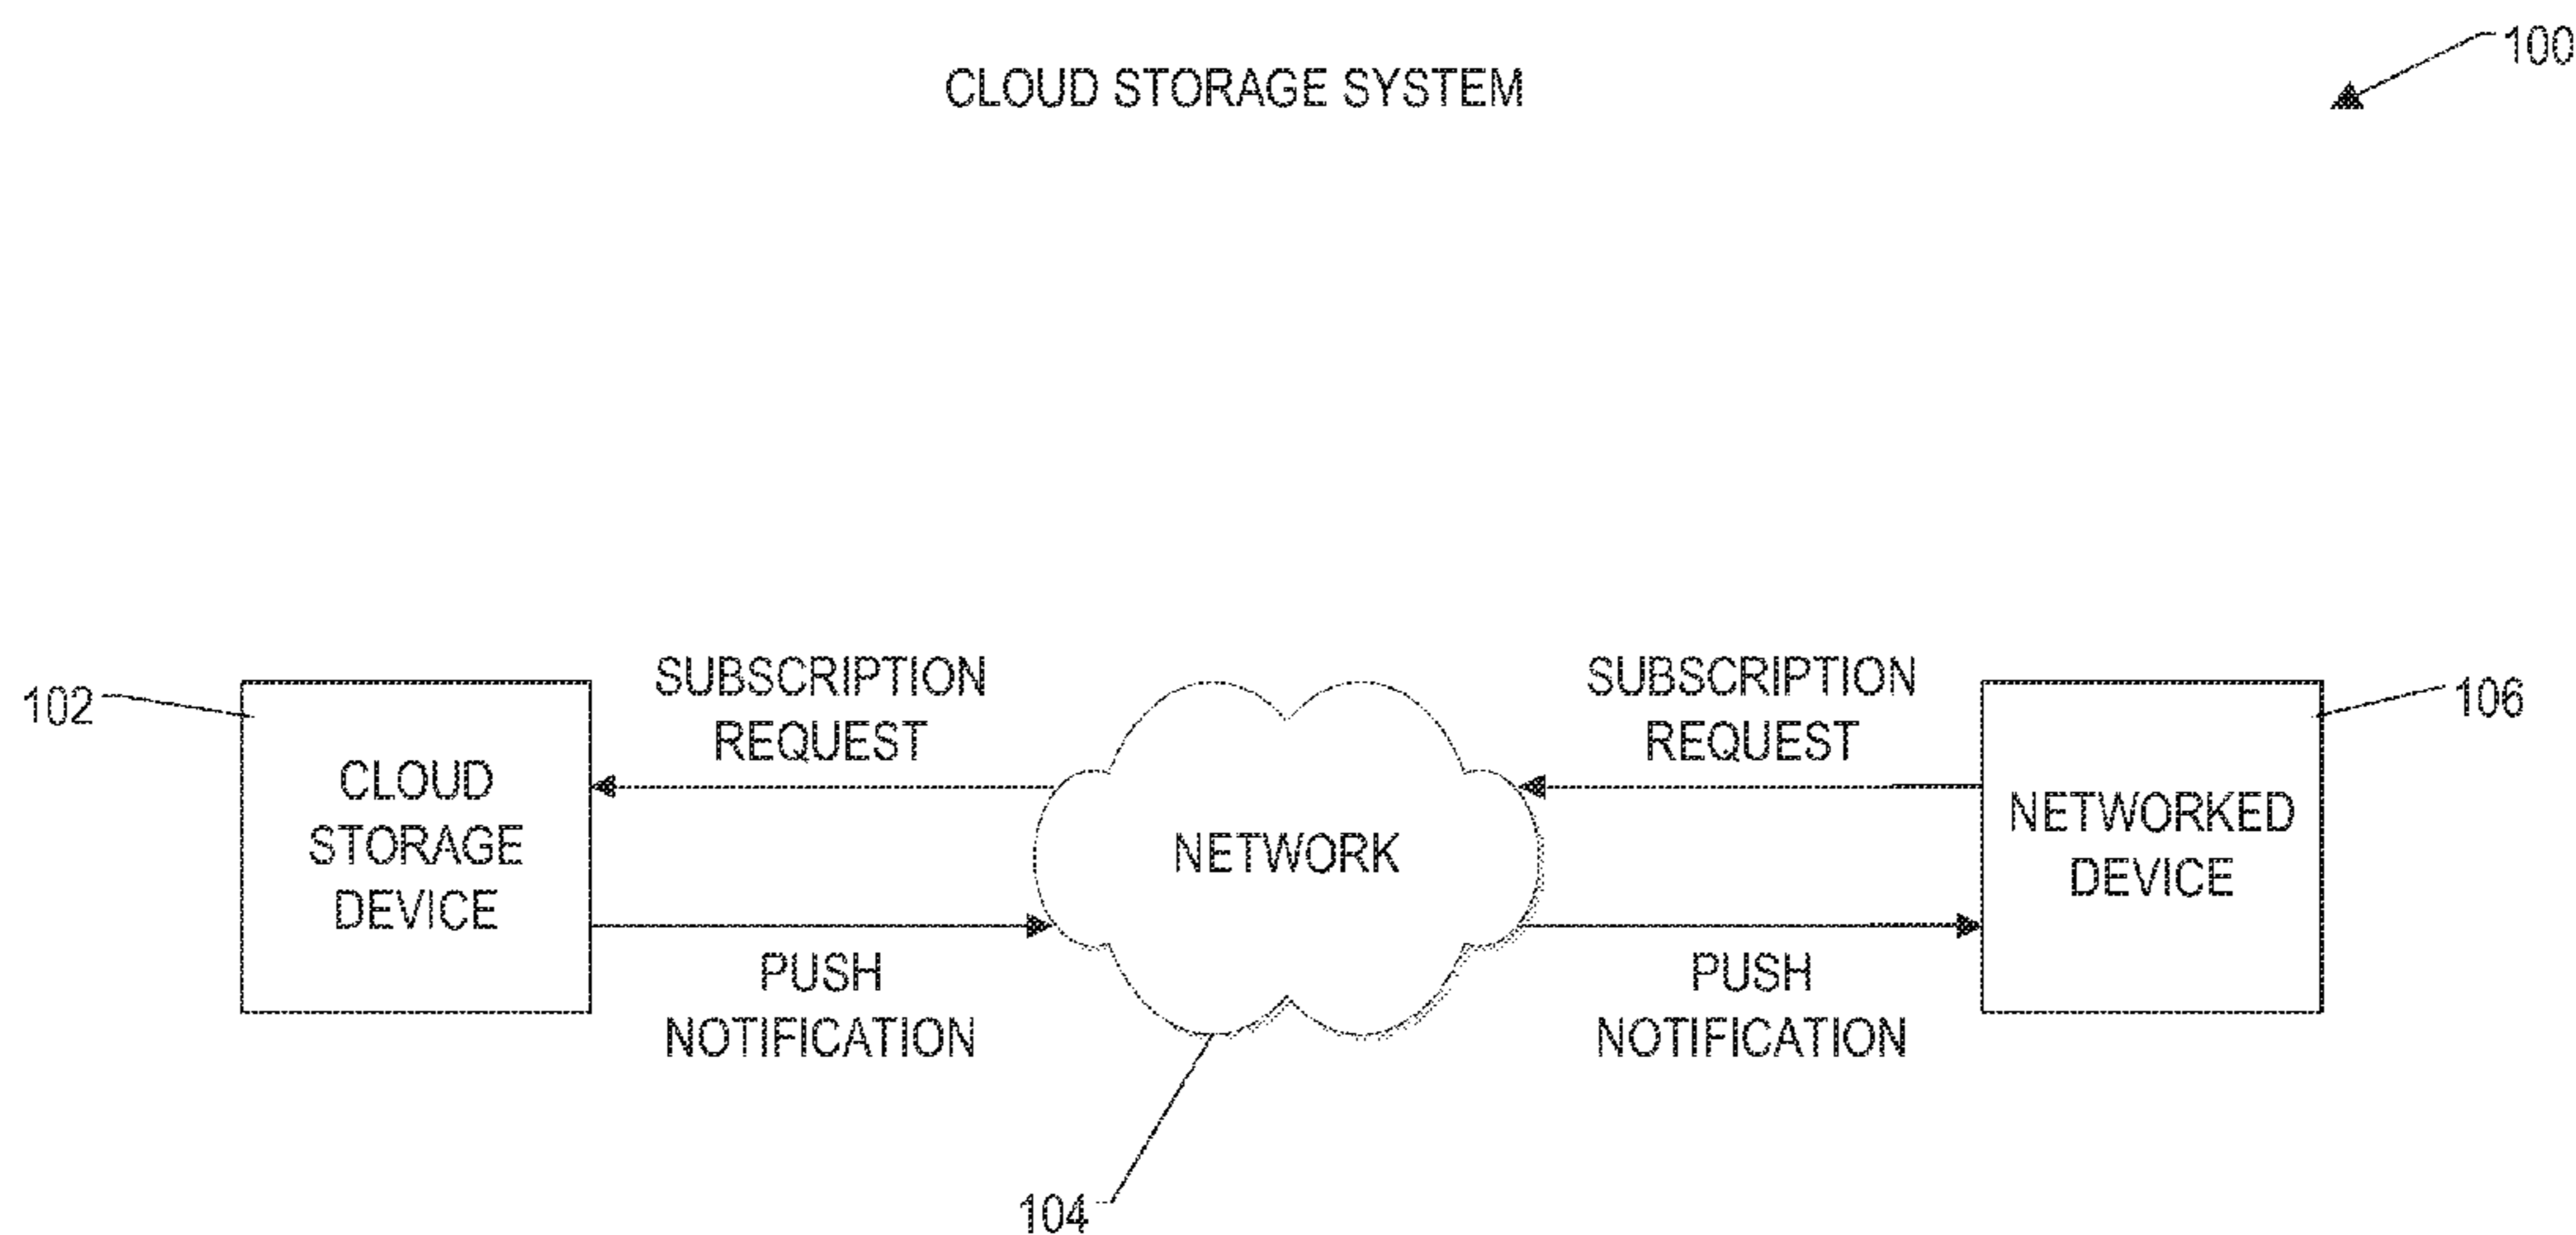 100
CLOUD STORAGE SYSTEM
102
CLOUD
STORAGE
DEVICE
SUBSCRIPTION
REQUEST
PUSH
NOTIFICATION
NETWORK
104
SUBSCRIPTION
REQUEST
PUSH
NOTIFICATION
NETWORKED
DEVICE
106